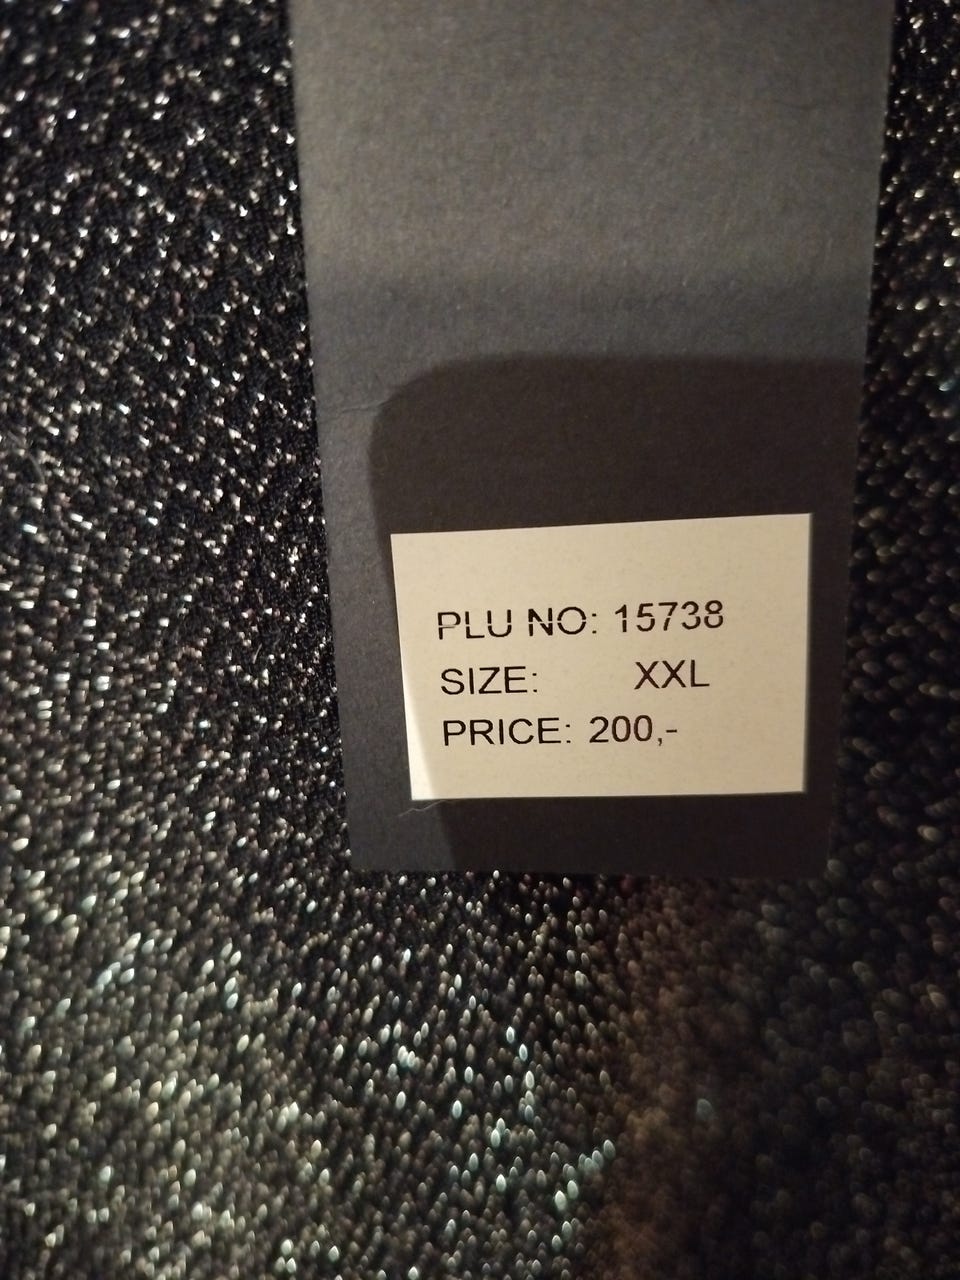 PLU NO: 15738
SIZE: XXL
PRICE: 200,-